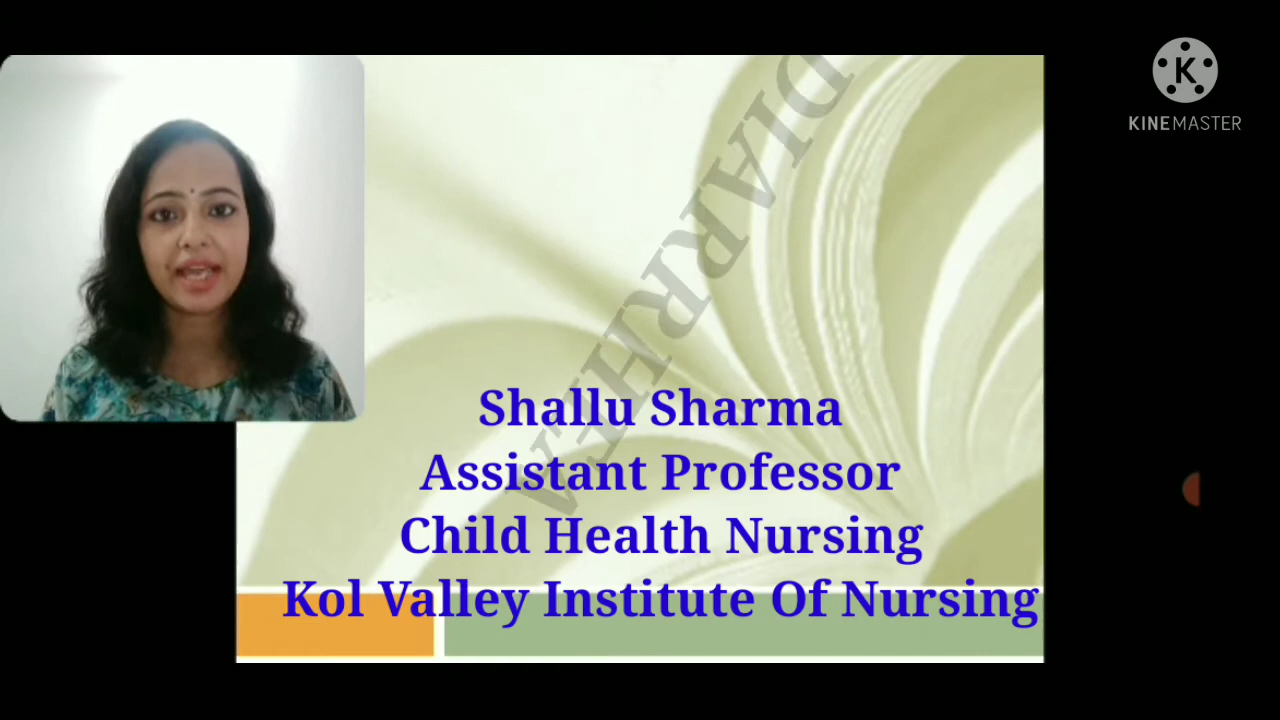 KINEMASTER
DIARRHEA
Shallu Sharma
Assistant Professor
Child Health Nursing
Kol Valley Institute Of Nursing